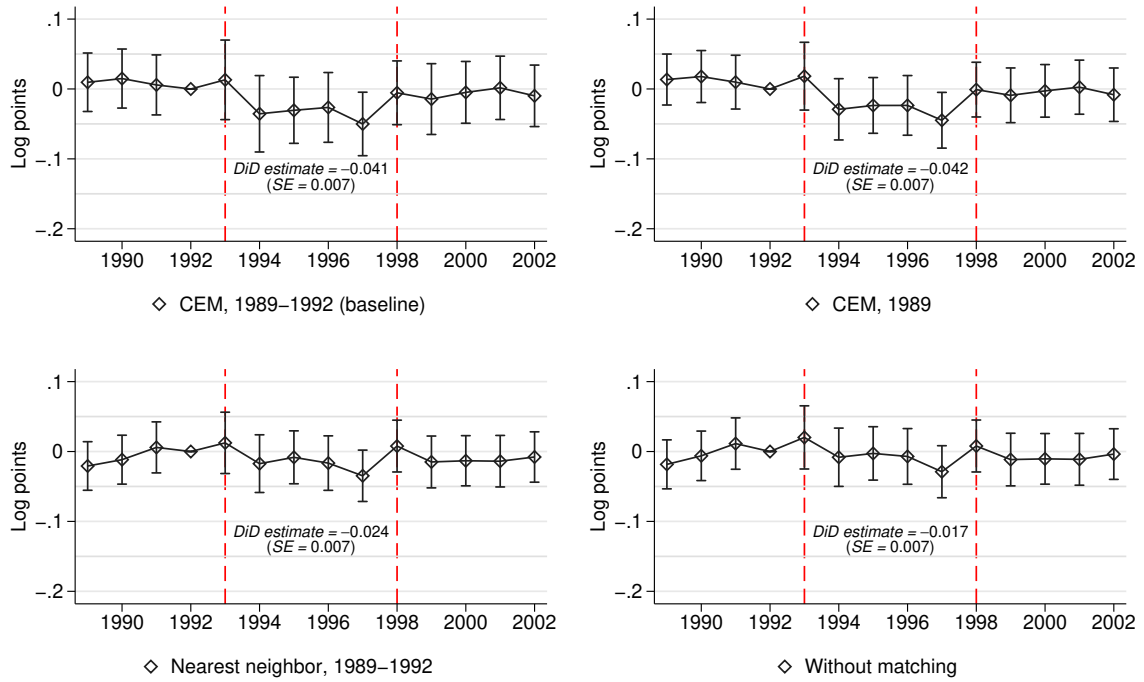 .1
0
−.1
−.2
Log points
DiD estimate = −0.041
(SE = 0.007)
1990 1992 1994 1996 1998 2000 2002
CEM, 1989−1992 (baseline)
.1
0
−.1
−.2
Log points
DiD estimate = −0.042
(SE = 0.007)
1990 1992 1994 1996 1998 2000 2002
CEM, 1989
.1
0
−.1
−.2
Log points
DiD estimate = −0.024
(SE = 0.007)
1990 1992 1994 1996 1998 2000 2002
Nearest neighbor, 1989−1992
.1
0
−.1
−.2
Log points
DiD estimate = −0.017
(SE = 0.007)
1990 1992 1994 1996 1998 2000 2002
Without matching